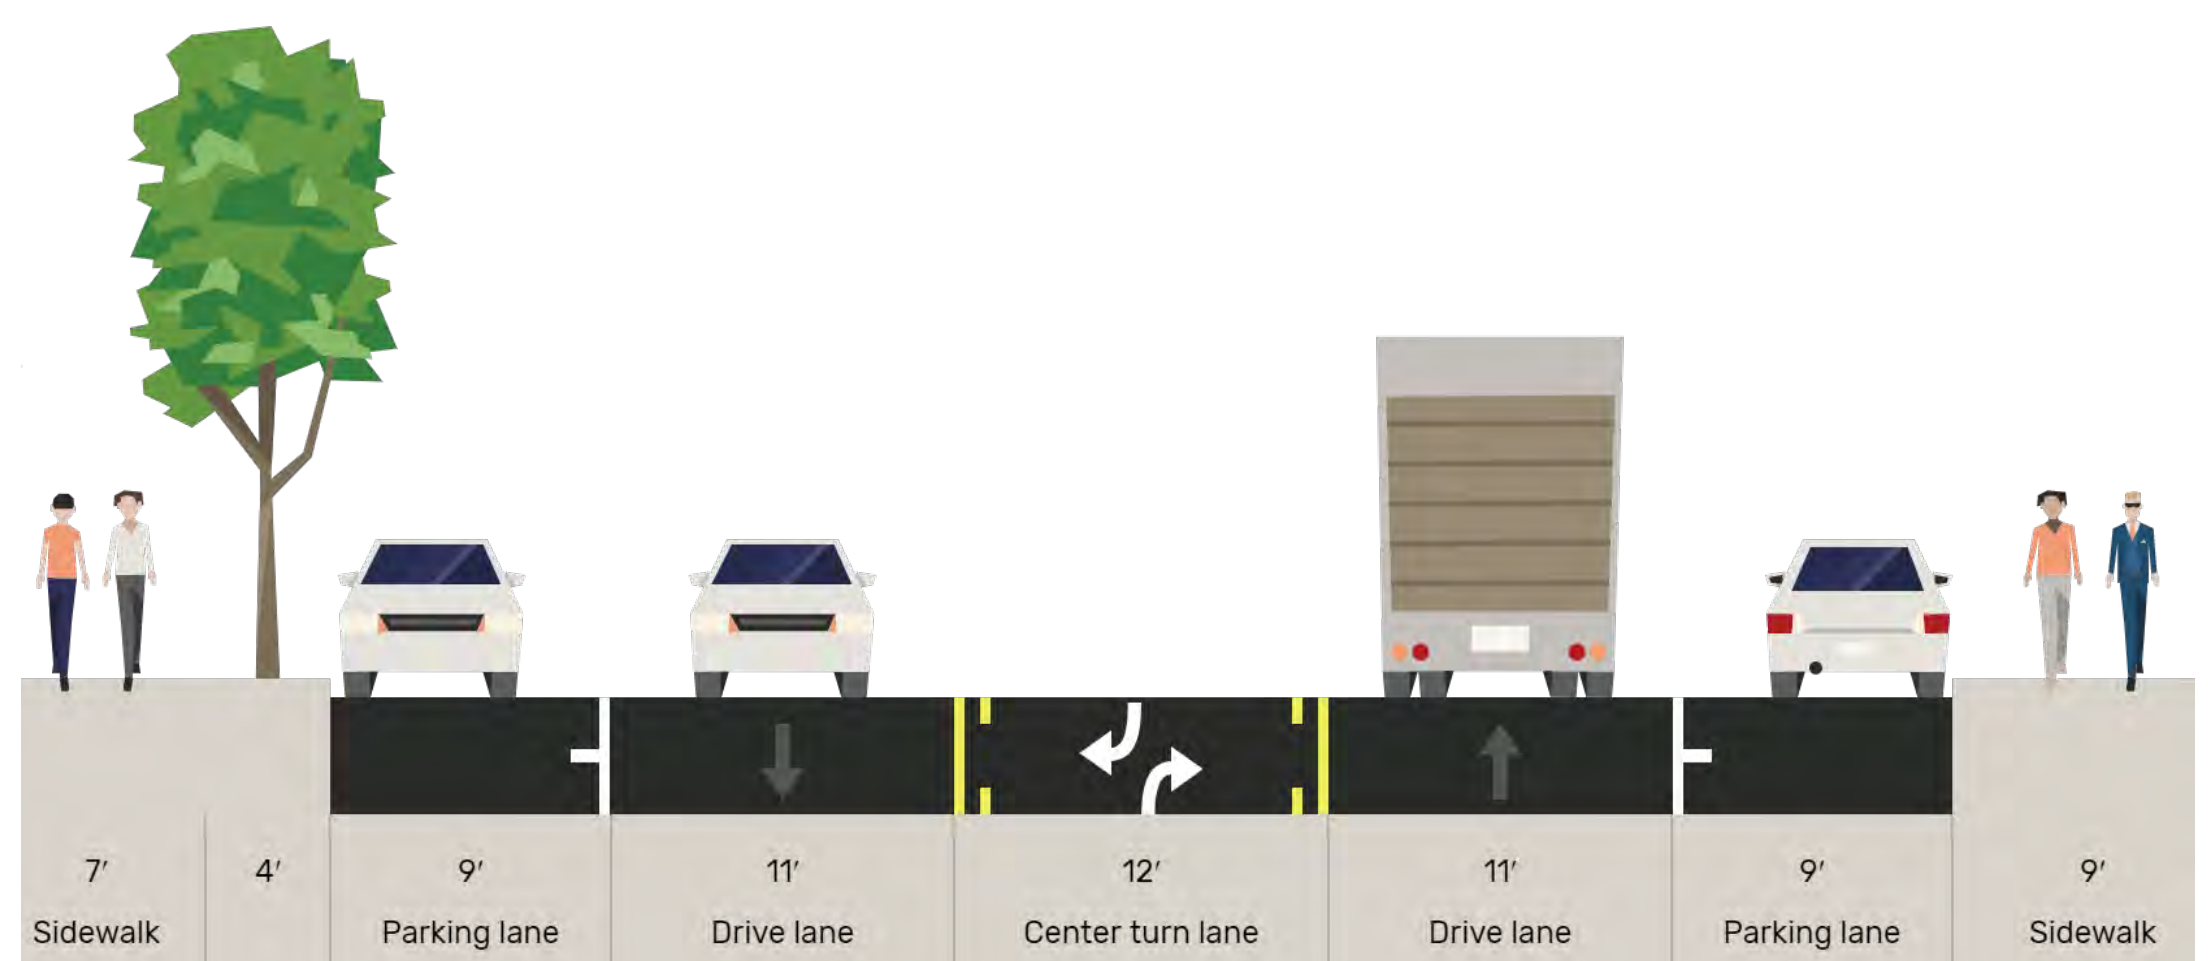 7′ 4′ 9′ 11′ 12′ 11′ 9′ 9′
Sidewalk Parking lane Drive lane Center turn lane Drive lane Parking lane Sidewalk